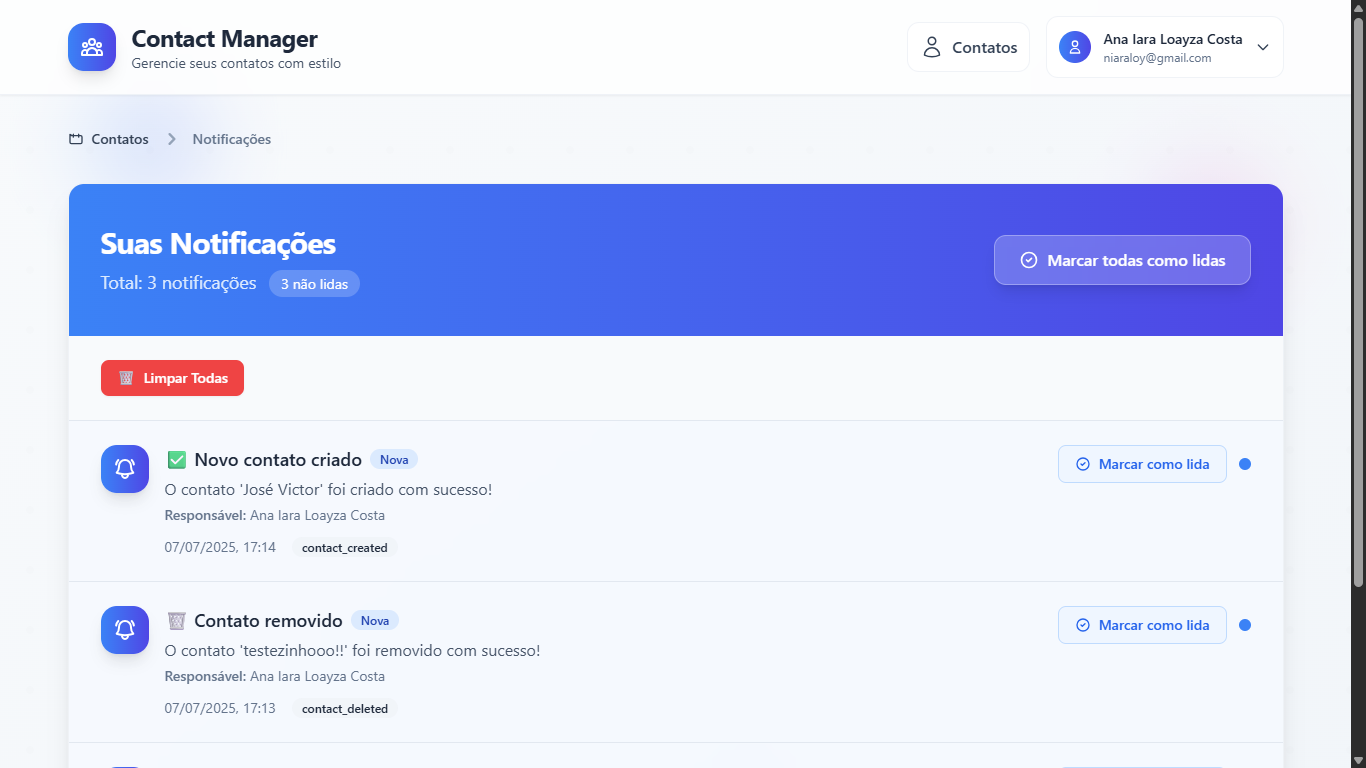 Contact Manager
Gerencie seus contatos com estilo
Contatos
Ana Iara Loayza Costa
niaraloy@gmail.com
Contatos
Notificações
Suas Notificações
Total: 3 notificações
3 não lidas
Marcar todas como lidas
Limpar Todas
Novo contato criado
Nova
O contato 'José Victor' foi criado com sucesso!
Responsável: Ana Iara Loayza Costa
07/07/2025, 17:14
contact_created
Marcar como lida
Contato removido
Nova
O contato 'testezinhooo!!' foi removido com sucesso!
Responsável: Ana Iara Loayza Costa
07/07/2025, 17:13
contact_deleted
Marcar como lida